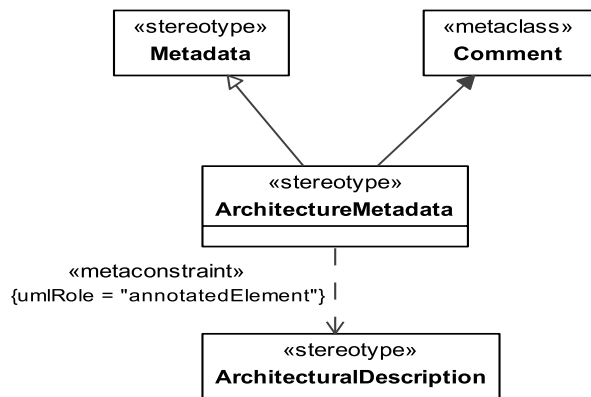 «stereotype»
Metadata
«metaclass»
Comment
«stereotype»
ArchitectureMetadata
«metaconstraint»
{umlRole = "annotatedElement"}
«stereotype»
ArchitecturalDescription